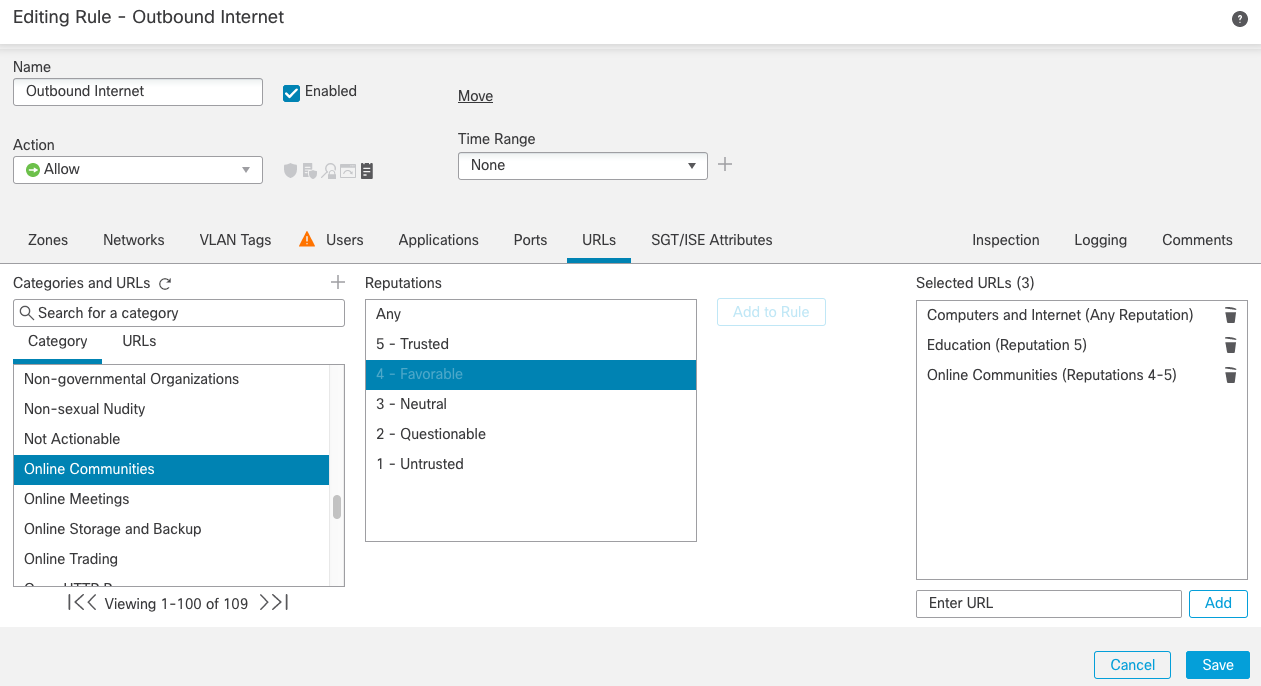 Editing Rule - Outbound Internet
?
Name
Outbound Internet
Enabled
Move
Action
Allow
Time Range
None
Zones
Networks
VLAN Tags
Users
Applications
Ports
URLs
SGT/ISE Attributes
Inspection
Logging
Comments
Categories and URLs
Search for a category
Category
URLs
Non-governmental Organizations
Non-sexual Nudity
Not Actionable
Online Communities
Online Meetings
Online Storage and Backup
Online Trading
Viewing 1-100 of 109
Reputations
Any
5 - Trusted
4 - Favorable
3 - Neutral
2 - Questionable
1 - Untrusted
Add to Rule
Selected URLs (3)
Computers and Internet (Any Reputation)
Education (Reputation 5)
Online Communities (Reputations 4-5)
Enter URL
Add
Cancel
Save